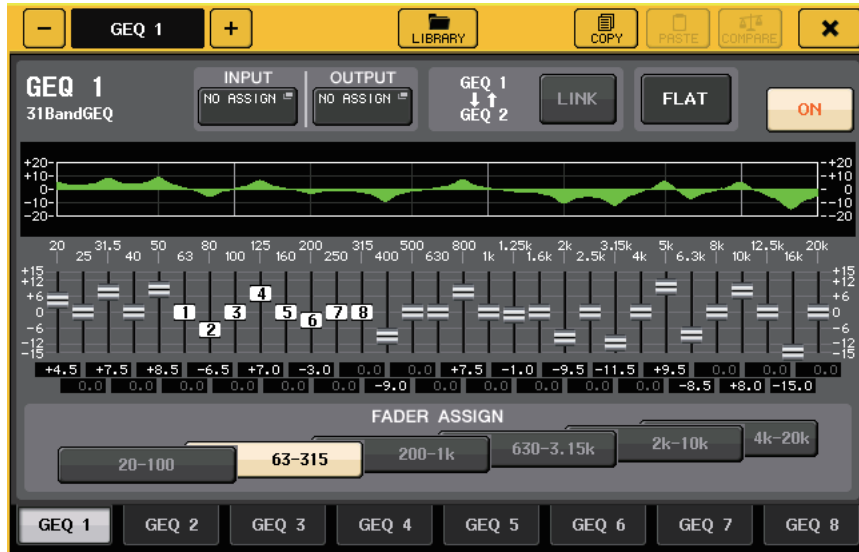 − GEQ 1 + LIBRARY COPY PASTE COMPARE ×
GEQ 1
31BandGEQ
INPUT OUTPUT
NO ASSIGN NO ASSIGN
GEQ 1
GEQ 2
LINK
FLAT
ON
+20 +20
+10 +10
0 0
-10 -10
-20 -20
20 31.5 50 80 125 200 315 500 800 1.25k 2k 3.15k 5k 8k 12.5k 20k
25 40 63 100 160 250 400 630 1k 1.6k 2.5k 4k 6.3k 10k 16k
+15 +15
+12 +12
+6 +6
0 0
-6 -6
-12 -12
-15 -15
1 2 3 4 5 6 7 8
+4.5 +7.5 +8.5 -6.5 +7.0 -3.0 0.0 0.0 +7.5 -1.0 -9.5 -11.5 +9.5 0.0 0.0 0.0
0.0 0.0 0.0 0.0 0.0 0.0 -9.0 0.0 0.0 0.0 0.0 0.0 -8.5 +8.0 -15.0
FADER ASSIGN
20-100 63-315 200-1k 630-3.15k 2k-10k 4k-20k
GEQ 1 GEQ 2 GEQ 3 GEQ 4 GEQ 5 GEQ 6 GEQ 7 GEQ 8